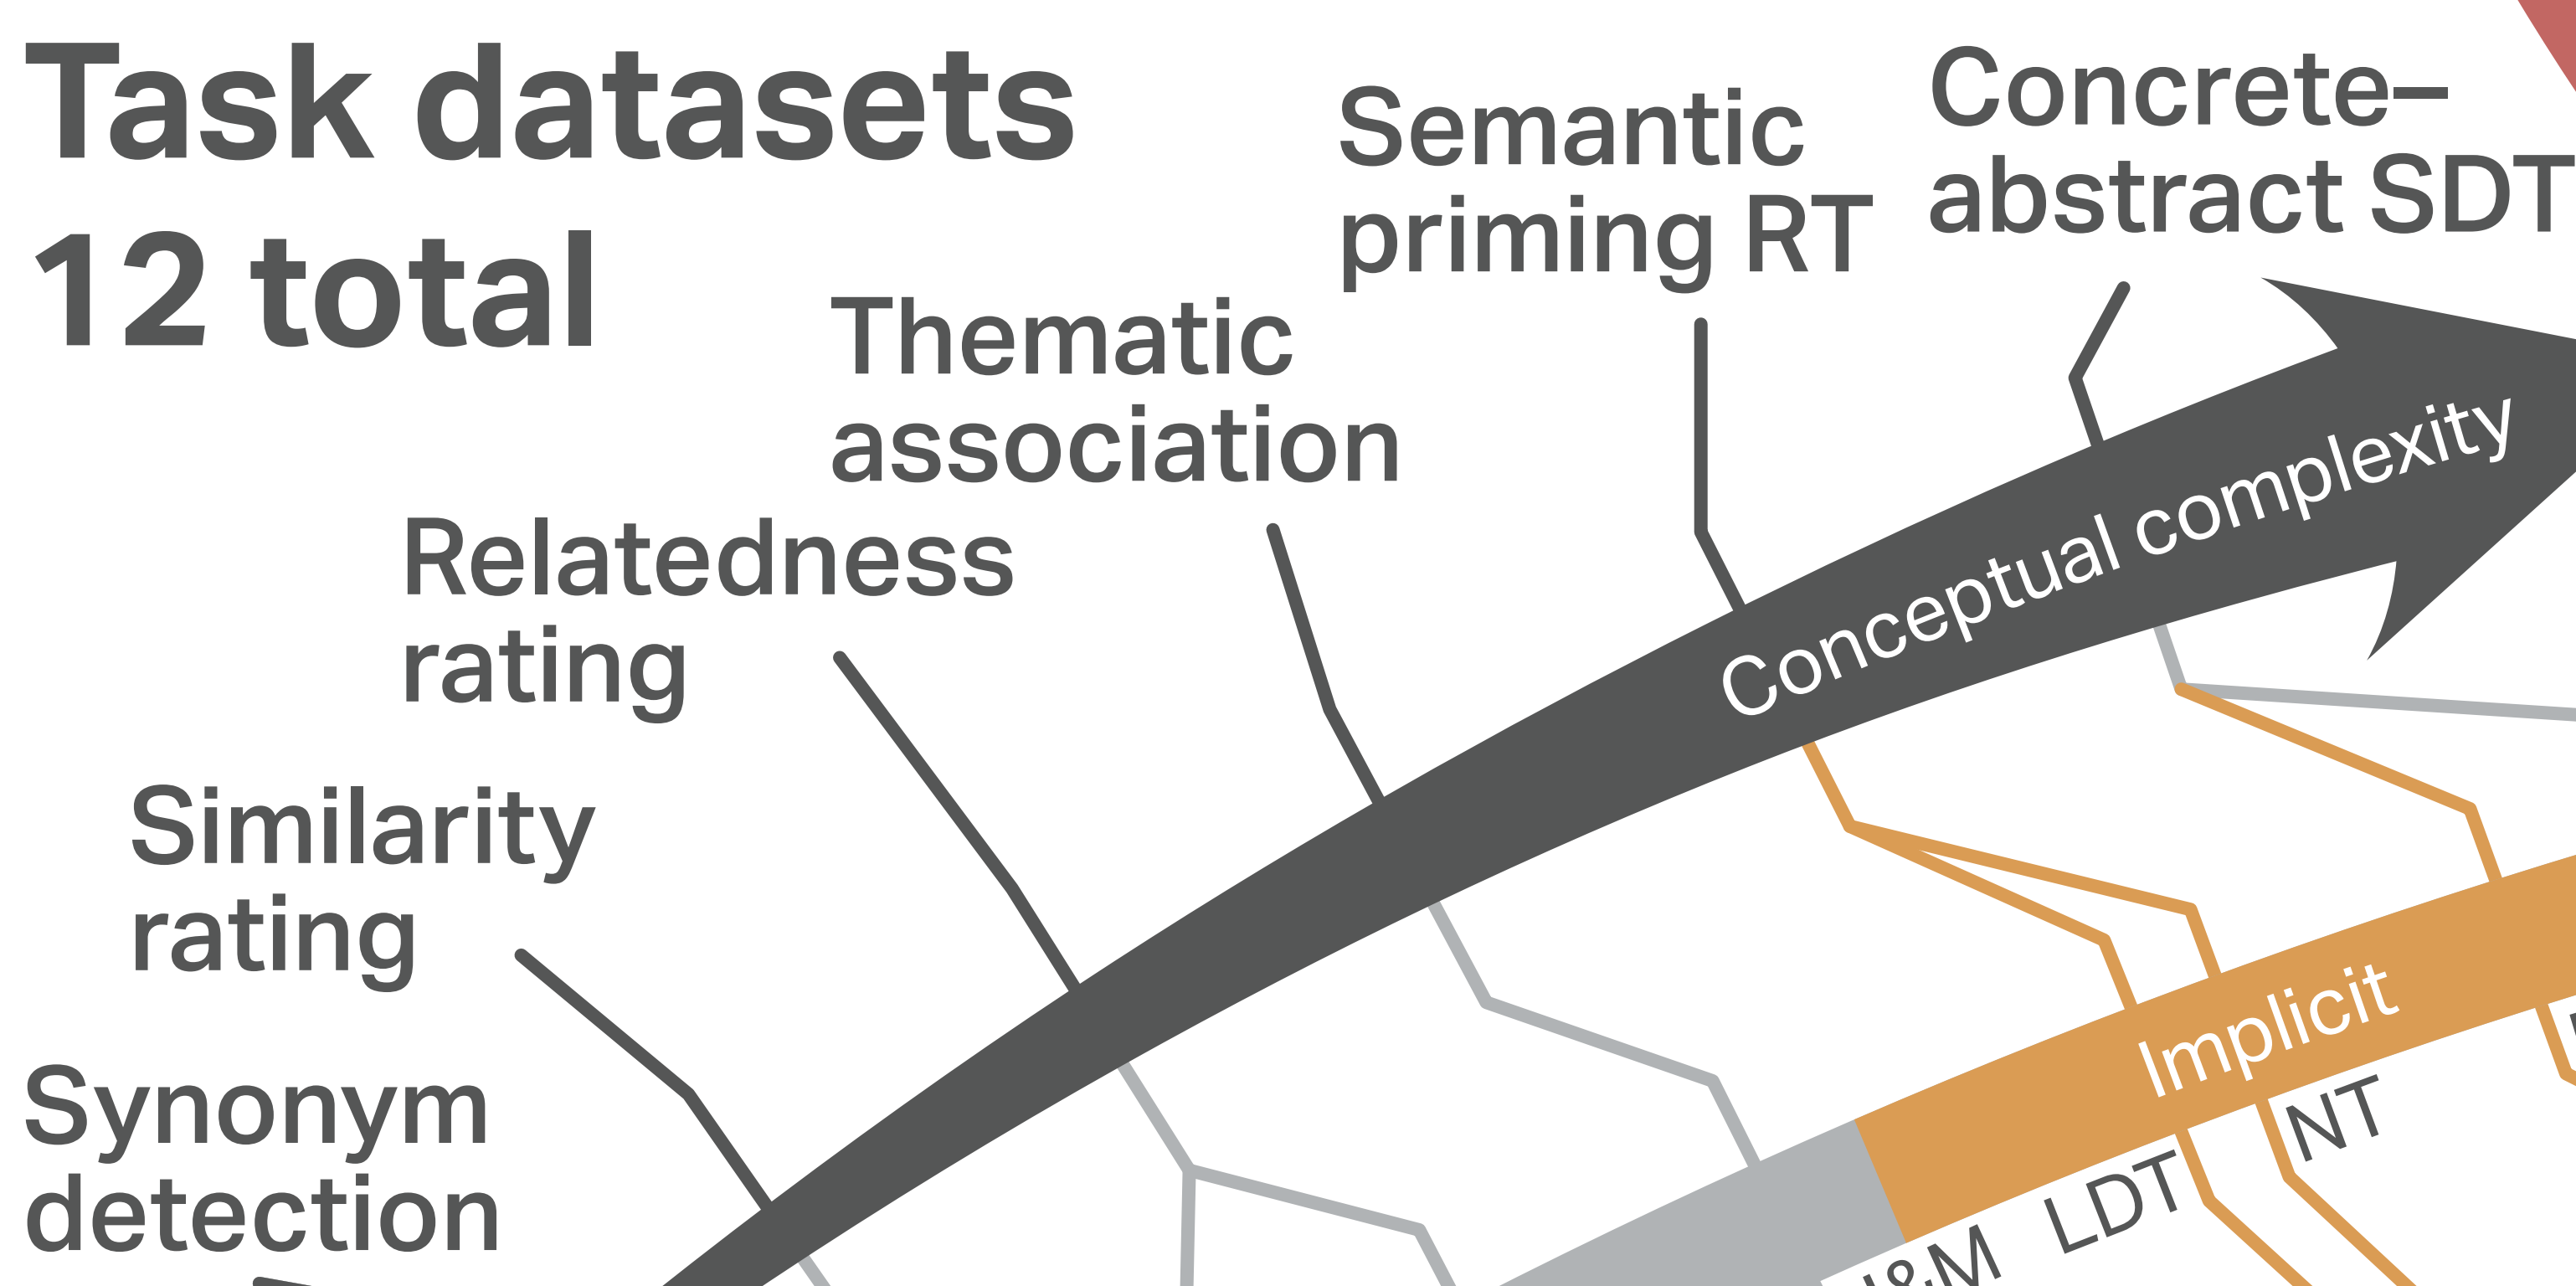 Task datasets
12 total
Semantic
priming RT
Concrete–
abstract SDT
Thematic
association
Relatedness
rating
Similarity
rating
Synonym
detection
Conceptual complexity
Implicit
NT
LDT
&M